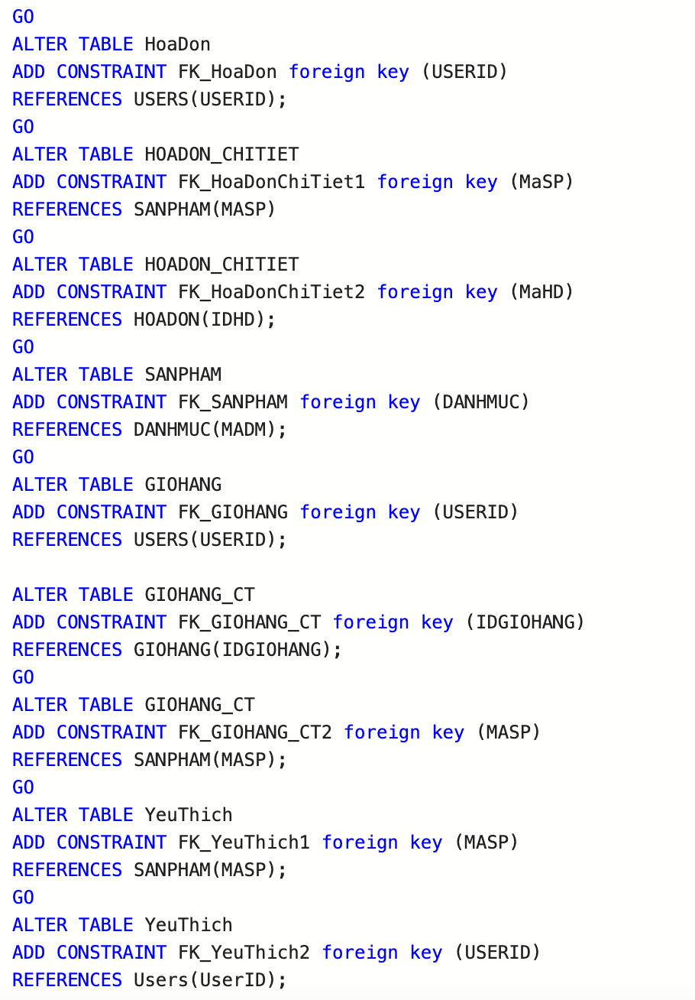 GO
ALTER TABLE HoaDon
ADD CONSTRAINT FK_HoaDon foreign key (USERID)
REFERENCES USERS(USERID);
GO
ALTER TABLE HOADON_CHITIET
ADD CONSTRAINT FK_HoaDonChiTiet1 foreign key (MaSP)
REFERENCES SANPHAM(MASP)
GO
ALTER TABLE HOADON_CHITIET
ADD CONSTRAINT FK_HoaDonChiTiet2 foreign key (MaHD)
REFERENCES HOADON(IDHD);
GO
ALTER TABLE SANPHAM
ADD CONSTRAINT FK_SANPHAM foreign key (DANHMUC)
REFERENCES DANHMUC(MADM);
GO
ALTER TABLE GIOHANG
ADD CONSTRAINT FK_GIOHANG foreign key (USERID)
REFERENCES USERS(USERID);

ALTER TABLE GIOHANG_CT
ADD CONSTRAINT FK_GIOHANG_CT foreign key (IDGIOHANG)
REFERENCES GIOHANG(IDGIOHANG);
GO
ALTER TABLE GIOHANG_CT
ADD CONSTRAINT FK_GIOHANG_CT2 foreign key (MASP)
REFERENCES SANPHAM(MASP);
GO
ALTER TABLE YeuThich
ADD CONSTRAINT FK_YeuThich1 foreign key (MASP)
REFERENCES SANPHAM(MASP);
GO
ALTER TABLE YeuThich
ADD CONSTRAINT FK_YeuThich2 foreign key (USERID)
REFERENCES Users(UserID);